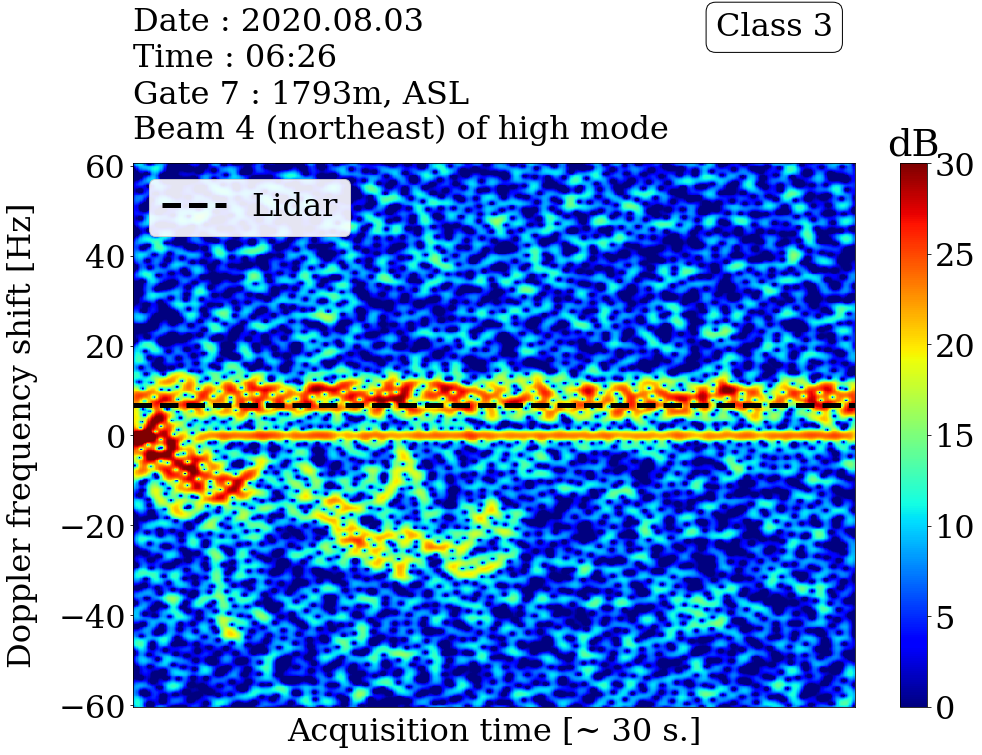 Date : 2020.08.03
Time : 06:26
Gate 7 : 1793m, ASL
Beam 4 (northeast) of high mode
Class 3
dB
Lidar
Doppler frequency shift [Hz]
60
40
20
0
−20
−40
−60
Acquisition time [~ 30 s.]
30
25
20
15
10
5
0